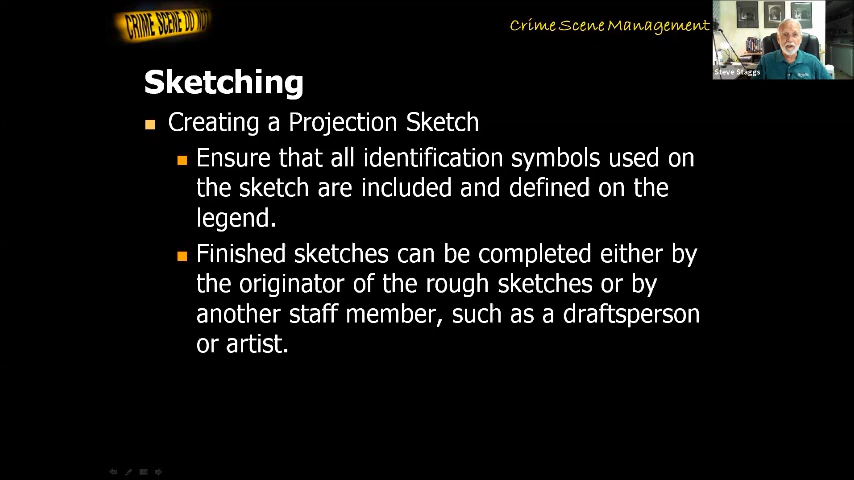 CRIME SCENE DO NOT
Crime Scene Management
Steve Staggs
Sketching
Creating a Projection Sketch
Ensure that all identification symbols used on
the sketch are included and defined on the
legend.
Finished sketches can be completed either by
the originator of the rough sketches or by
another staff member, such as a draftsperson
or artist.